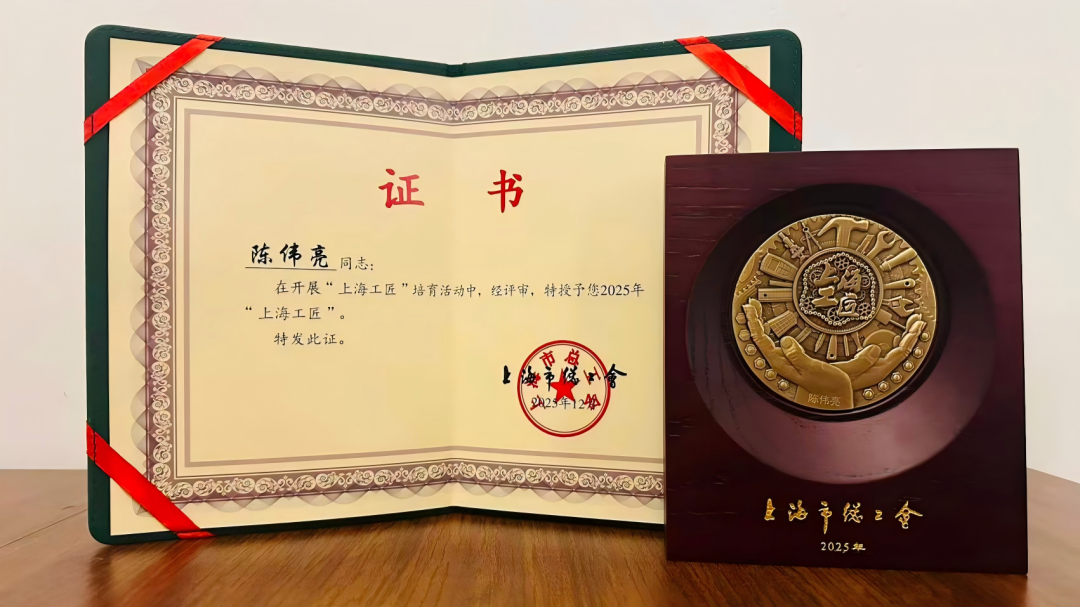 证 书
陈伟亮 同志:
在开展“上海工匠”培育活动中,经评审,特授予您2025年
“上海工匠”。
特发此证。
上海市總工會
2025年12月
上海工匠
陈伟亮
上海市总工会
2025年